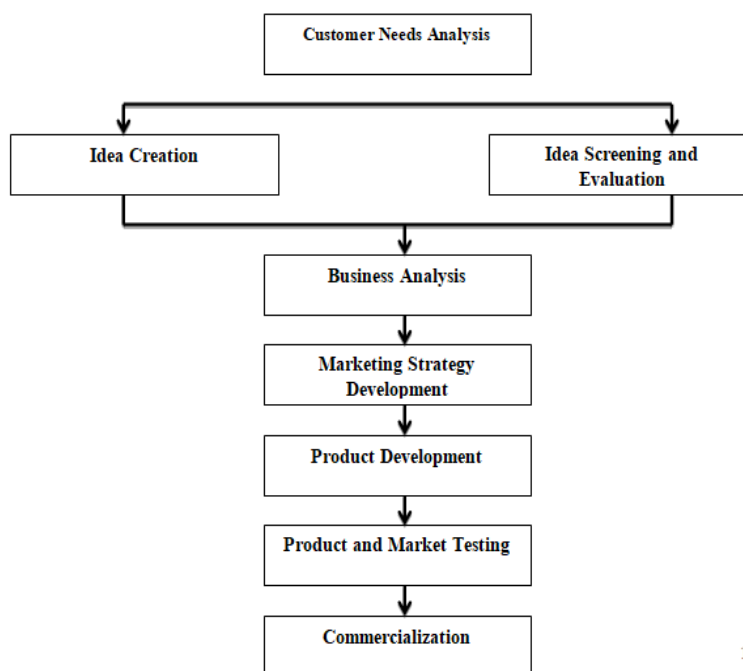 Customer Needs Analysis
Idea Creation
Idea Screening and
Evaluation
Business Analysis
Marketing Strategy
Development
Product Development
Product and Market Testing
Commercialization